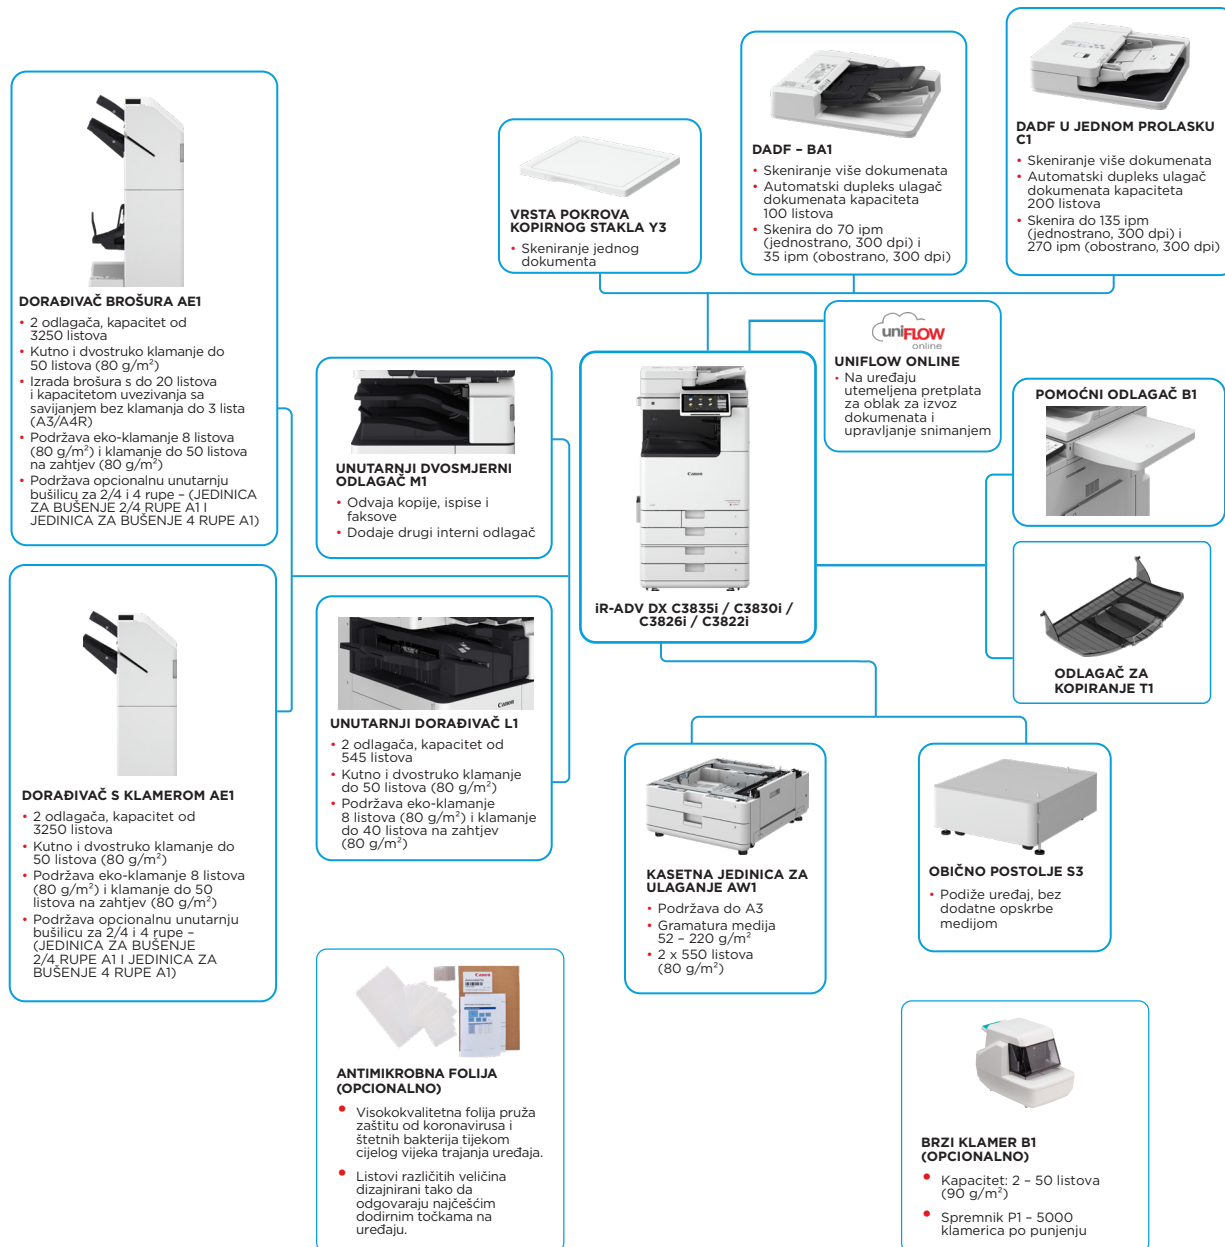 DORAĐIVAČ BROŠURA AE1
• 2 odlagača, kapacitet od
3250 listova
• Kutno i dvostruko klamanje do
50 listova (80 g/m²)
• Izrada brošura s do 20 listova
i kapacitetom uvezivanja sa
savijanjem bez klamanja do 3 lista
(A3/A4R)
• Podržava eko-klamanje 8 listova
(80 g/m²) i klamanje do 50 listova
na zahtjev (80 g/m²)
• Podržava opcionalnu unutarnju
bušilicu za 2/4 i 4 rupe – (JEDINICA
ZA BUŠENJE 2/4 RUPE A1 I
JEDINICA ZA BUŠENJE 4 RUPE A1)
DORAĐIVAČ S KLAMEROM AE1
• 2 odlagača, kapacitet od
3250 listova
• Kutno i dvostruko klamanje do
50 listova (80 g/m²)
• Podržava eko-klamanje 8 listova
(80 g/m²) i klamanje do 50
listova na zahtjev (80 g/m²)
• Podržava opcionalnu unutarnju
bušilicu za 2/4 i 4 rupe –
(JEDINICA ZA BUŠENJE
2/4 RUPE A1 I JEDINICA ZA
BUŠENJE 4 RUPE A1)
UNUTARNJI DVOSMJERNI
ODLAGAČ M1
• Odvaja kopije, ispise i
faksove
• Dodaje drugi interni odlagač
Canon
UNUTARNJI DORAĐIVAČ L1
• 2 odlagača, kapacitet od
545 listova
• Kutno i dvostruko klamanje
do 50 listova (80 g/m²)
• Podržava eko-klamanje
8 listova (80 g/m²) i klamanje
do 40 listova na zahtjev
(80 g/m²)
VRSTA POKROVA
KOPIRNOG STAKLA Y3
• Skeniranje jednog
dokumenta
DADF – BA1
• Skeniranje više dokumenata
• Automatski dupleks ulagač
dokumenata kapaciteta
100 listova
• Skenira do 70 ipm
(jednostrano, 300 dpi) i
35 ipm (obostrano, 300 dpi)
DADF U JEDNOM PROLASKU
C1
• Skeniranje više dokumenata
• Automatski dupleks ulagač
dokumenata kapaciteta
200 listova
• Skenira do 135 ipm
(jednostrano, 300 dpi) i
270 ipm (obostrano, 300 dpi)
uniFLOW
online
UNIFLOW ONLINE
• Na uređaju
utemeljena pretplata
za oblak za izvoz
dokumenata i
upravljanje snimanjem
Canon
iR-ADV DX C3835i / C3830i /
C3826i / C3822i
POMOĆNI ODLAGAČ B1
ODLAGAČ ZA
KOPIRANJE T1
KASETNA JEDINICA ZA
ULAGANJE AW1
• Podržava do A3
• Gramatura medija
52 – 220 g/m²
• 2 x 550 listova
(80 g/m²)
OBIČNO POSTOLJE S3
• Podiže uređaj, bez
dodatne opskrbe
medijom
Canon
ANTIMIKROBNA FOLIJA
(OPCIONALNO)
• Visokokvalitetna folija pruža
zaštitu od koronavirusa i
štetnih bakterija tijekom
cijelog vijeka trajanja uređaja.
• Listovi različitih veličina
dizajnirani tako da
odgovaraju najčešćim
dodirnim točkama na
uređaju.
BRZI KLAMER B1
(OPCIONALNO)
• Kapacitet: 2 – 50 listova
(90 g/m²)
• Spremnik P1 – 5000
klamerica po punjenju